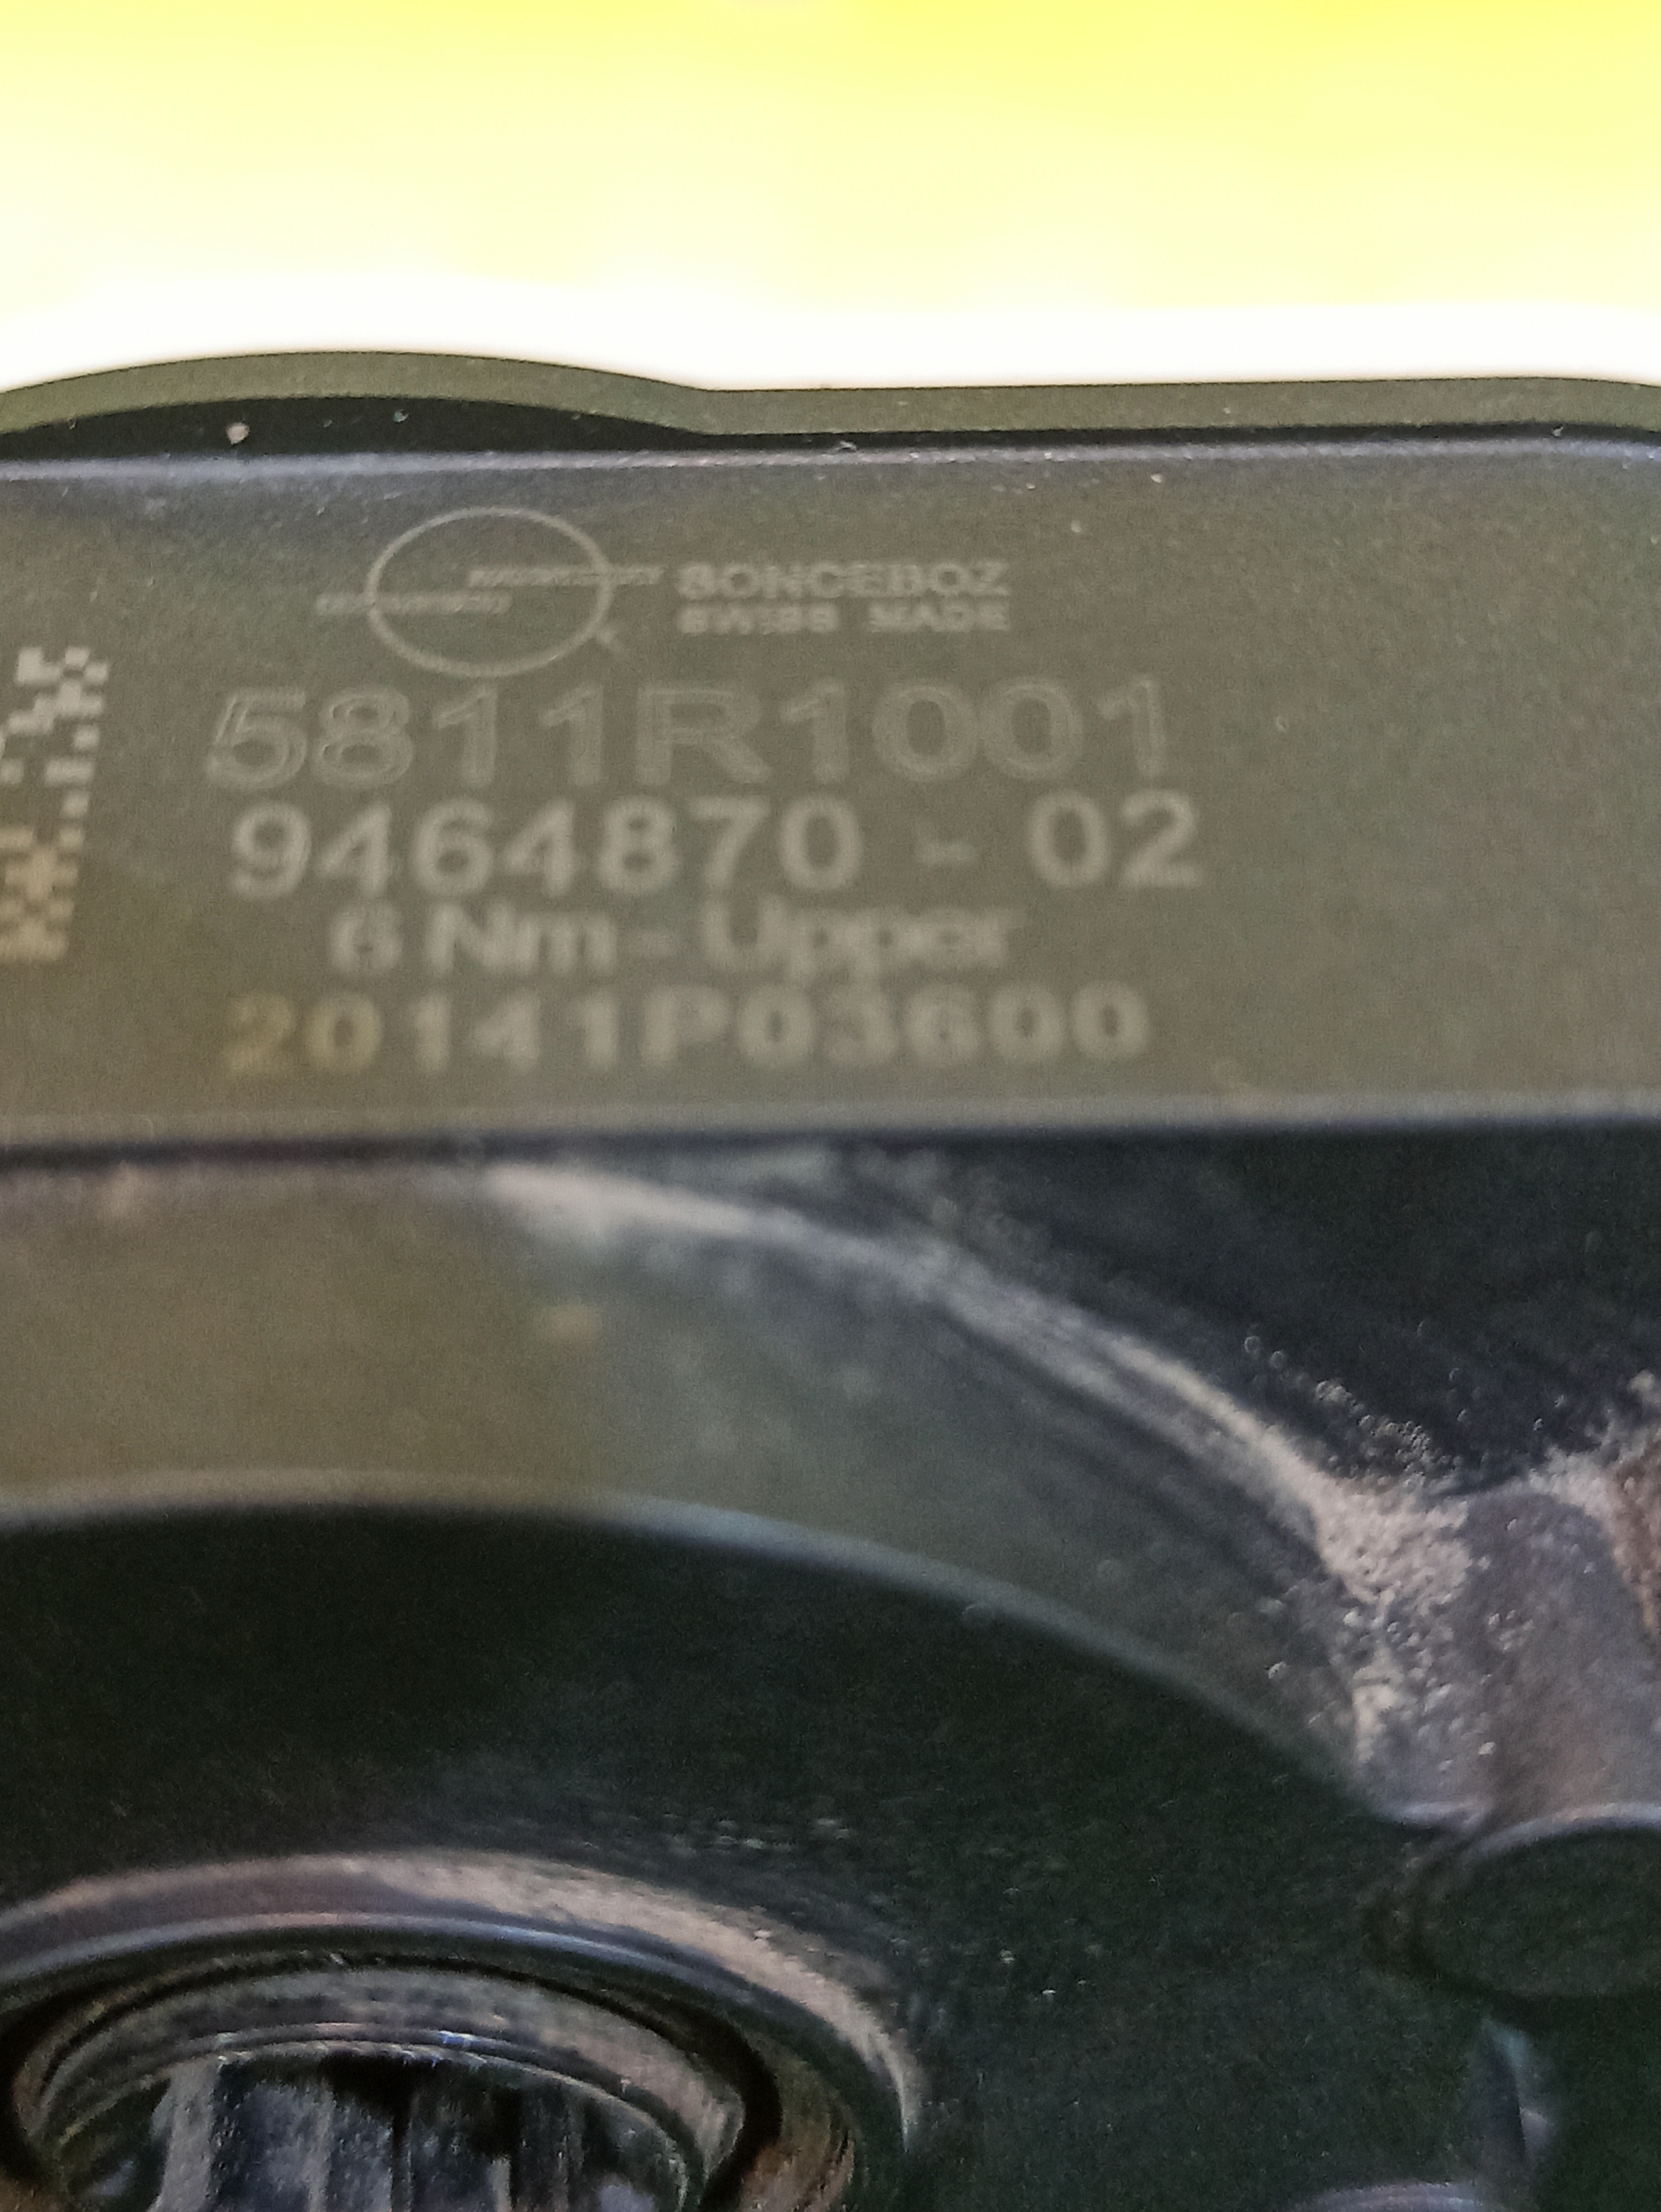 SONCEBOZ
SWISS MADE
5811R1001
9464870 - 02
6 Nm - Upper
20141P03600